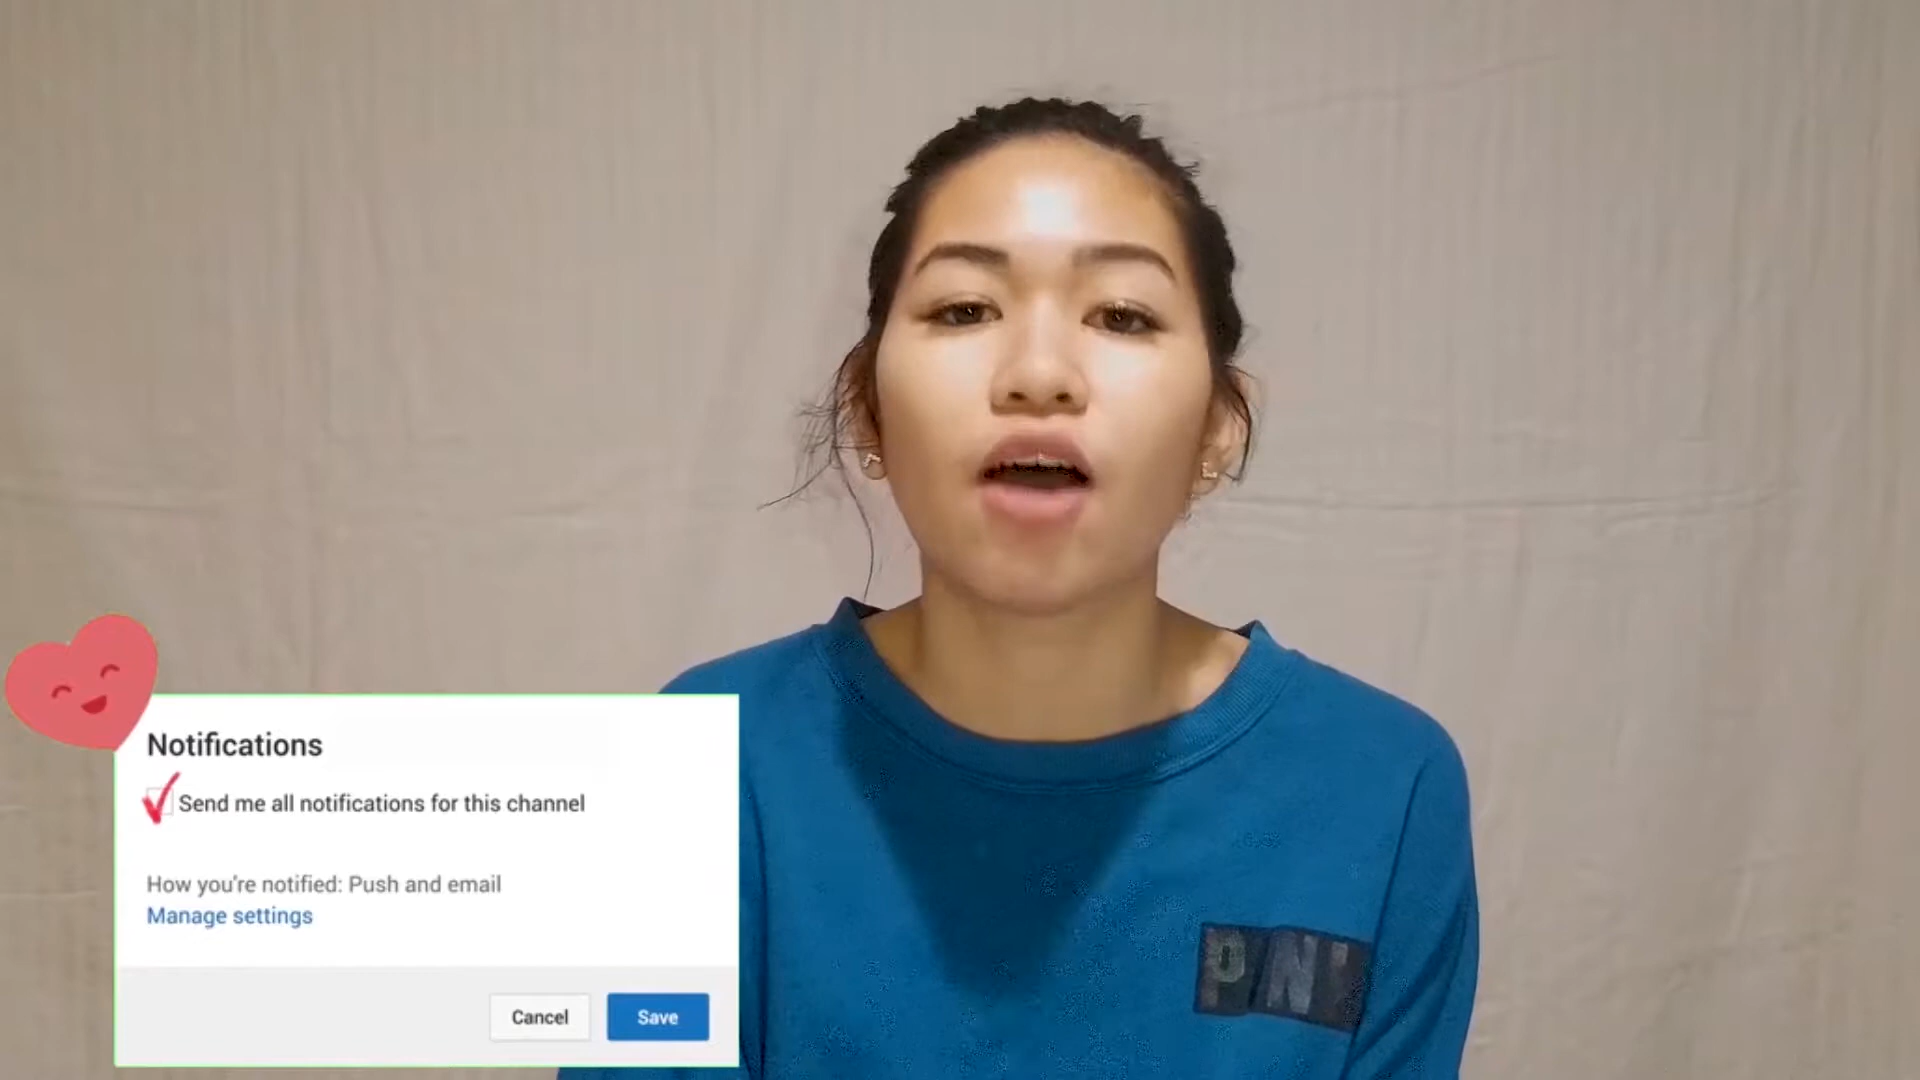 Notifications
Send me all notifications for this channel
How you're notified: Push and email
Manage settings
Cancel
Save